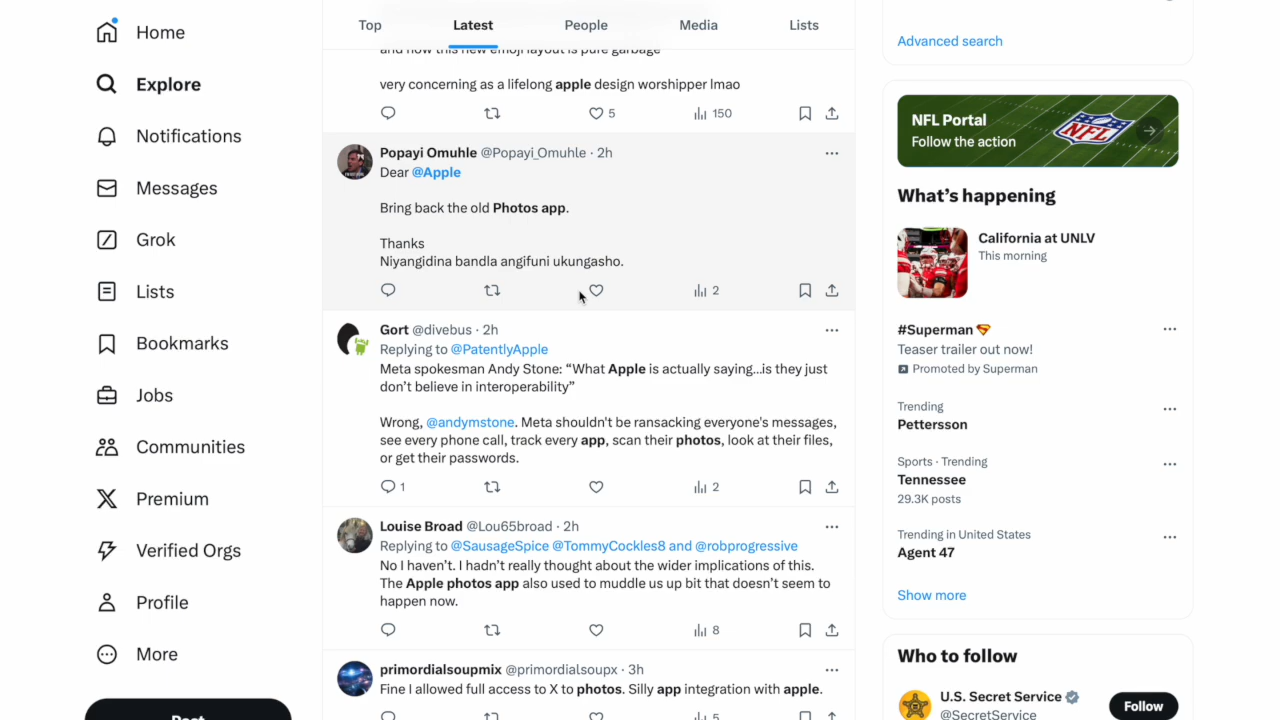 Home
Explore
Notifications
Messages
Grok
Lists
Bookmarks
Jobs
Communities
Premium
Verified Orgs
Profile
More
Post
Top
Latest
People
Media
Lists
and now this new emoji layout is pure garbage
very concerning as a lifelong apple design worshipper lmao
5
150
Popayi Omuhle @Popayi_Omuhle · 2h
Dear @Apple
Bring back the old Photos app.
Thanks
Niyangidina bandla angifuni ukungasho.
2
Gort @divebus · 2h
Replying to @PatentlyApple
Meta spokesman Andy Stone: “What Apple is actually saying...is they just
don’t believe in interoperability”
Wrong, @andymstone. Meta shouldn't be ransacking everyone's messages,
see every phone call, track every app, scan their photos, look at their files,
or get their passwords.
1
2
Louise Broad @Lou65broad · 2h
Replying to @SausageSpice @TommyCockles8 and @robprogressive
No I haven’t. I hadn’t really thought about the wider implications of this.
The Apple photos app also used to muddle us up bit that doesn’t seem to
happen now.
8
primordialsoupmix @primordialsoupx · 3h
Fine I allowed full access to X to photos. Silly app integration with apple.
5
Advanced search
NFL Portal
Follow the action
NFL
What’s happening
California at UNLV
This morning
#Superman
Teaser trailer out now!
Promoted by Superman
Trending
Pettersson
Sports · Trending
Tennessee
29.3K posts
Trending in United States
Agent 47
Show more
Who to follow
U.S. Secret Service
@SecretService
Follow